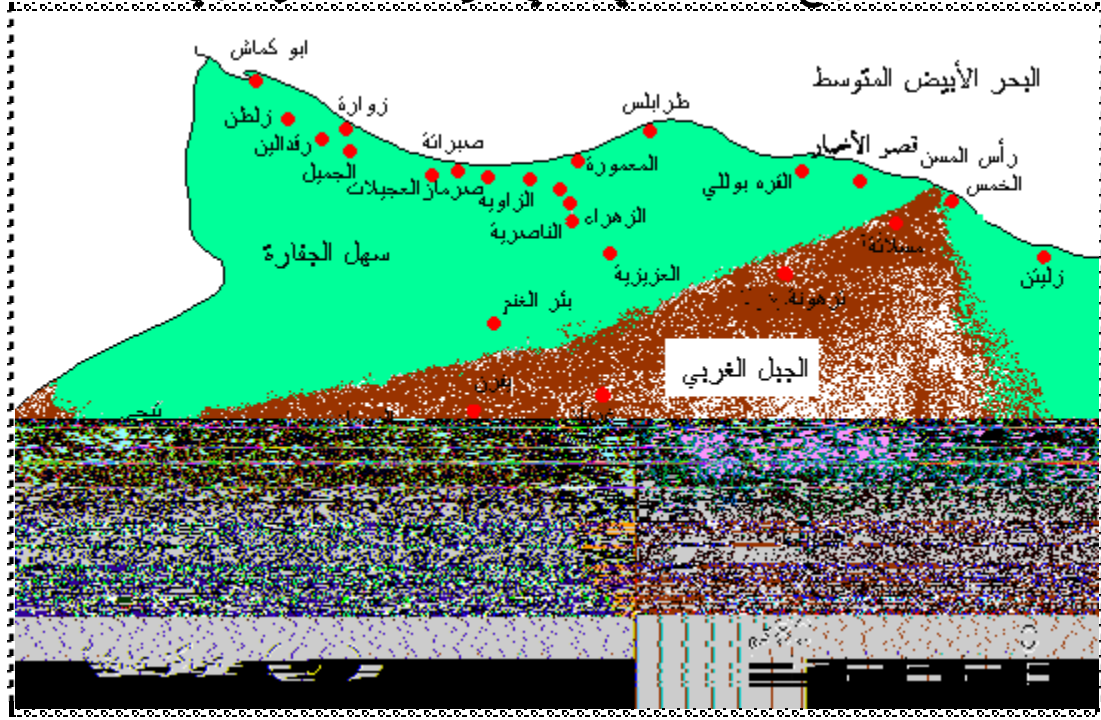 ابو كماش
البحر الأبيض المتوسط
طرابلس
زوارة
زلطن
رقدالين
صبراتة
قصر الأخيار
رأس المسن
الخمس
الجميل
العجيلات
صرمان
المعمورة
القره بوللي
الزاوية
الزهراء
الناصرية
مسلاتة
سهل الجفارة
العزيزية
زليتن
بئر الغنم
ترهونة
الجبل الغربي
يفرن